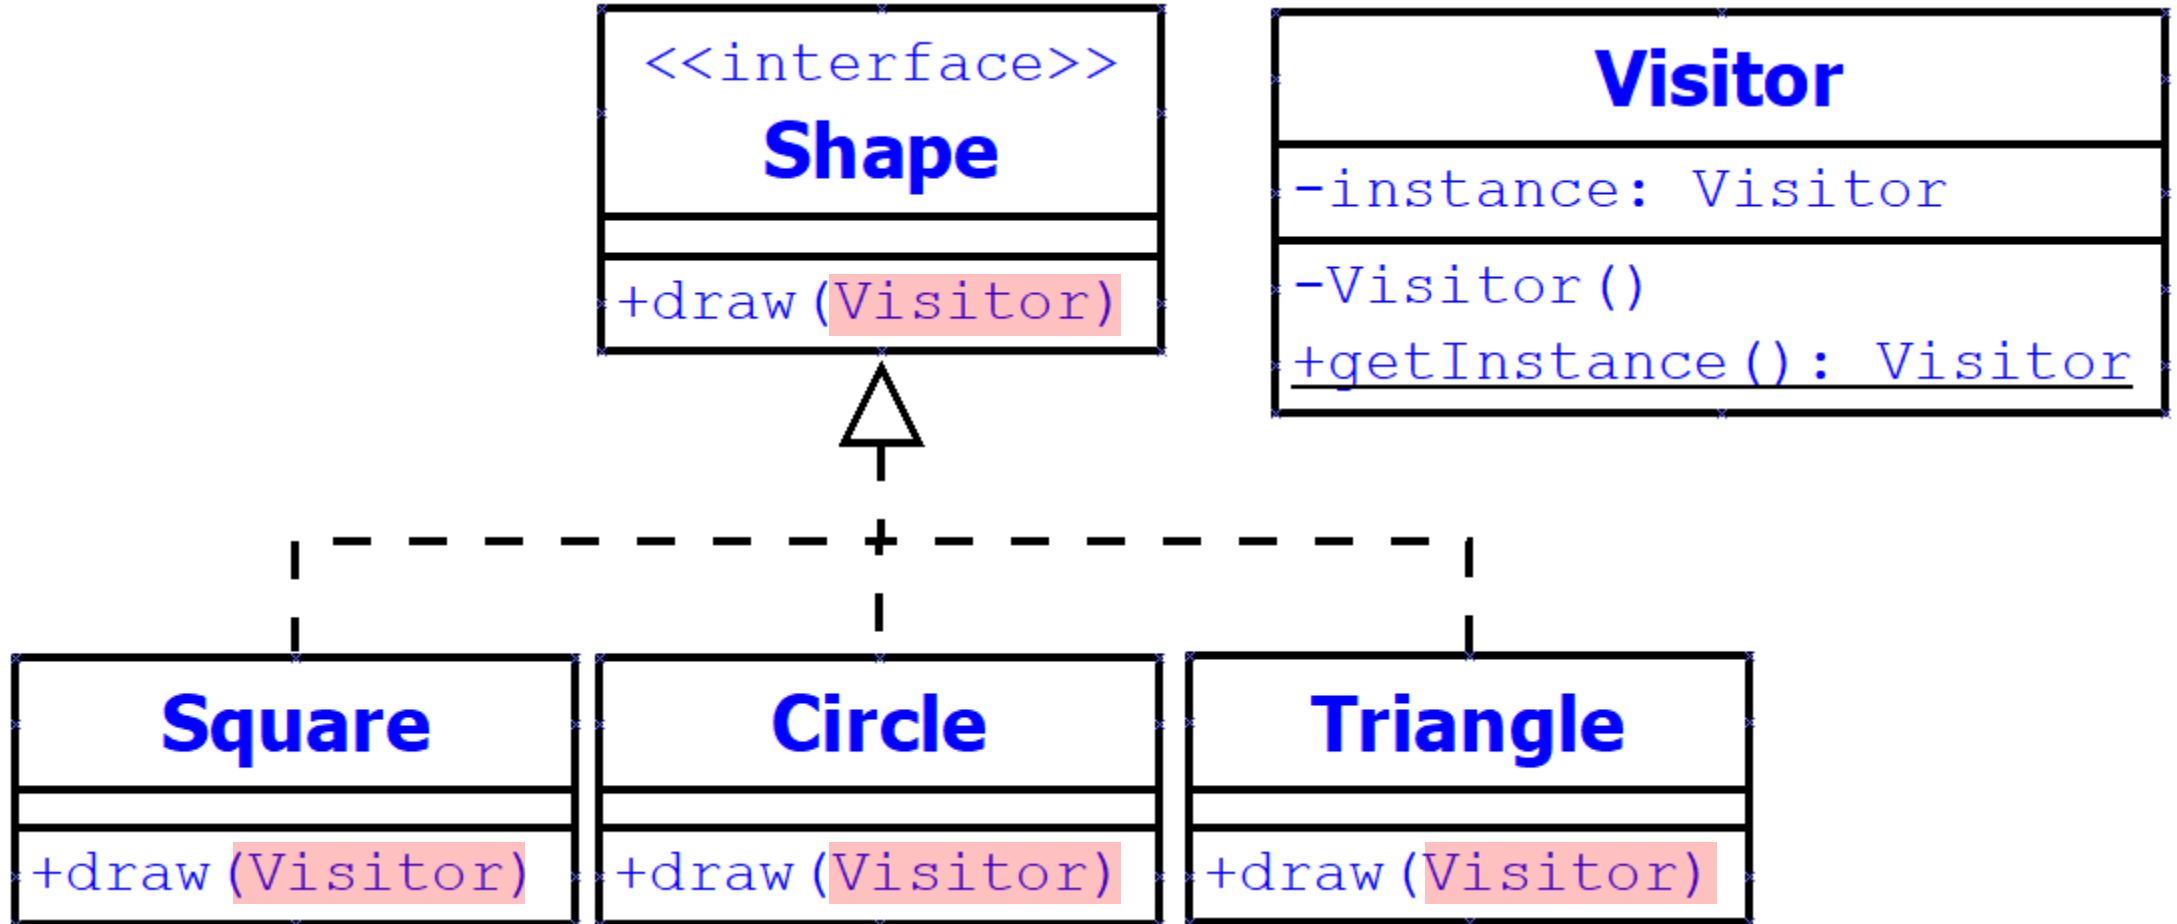 <<interface>>
Shape
+draw(Visitor)
Visitor
-instance: Visitor
-Visitor()
+getInstance(): Visitor
Square
+draw(Visitor)
Circle
+draw(Visitor)
Triangle
+draw(Visitor)